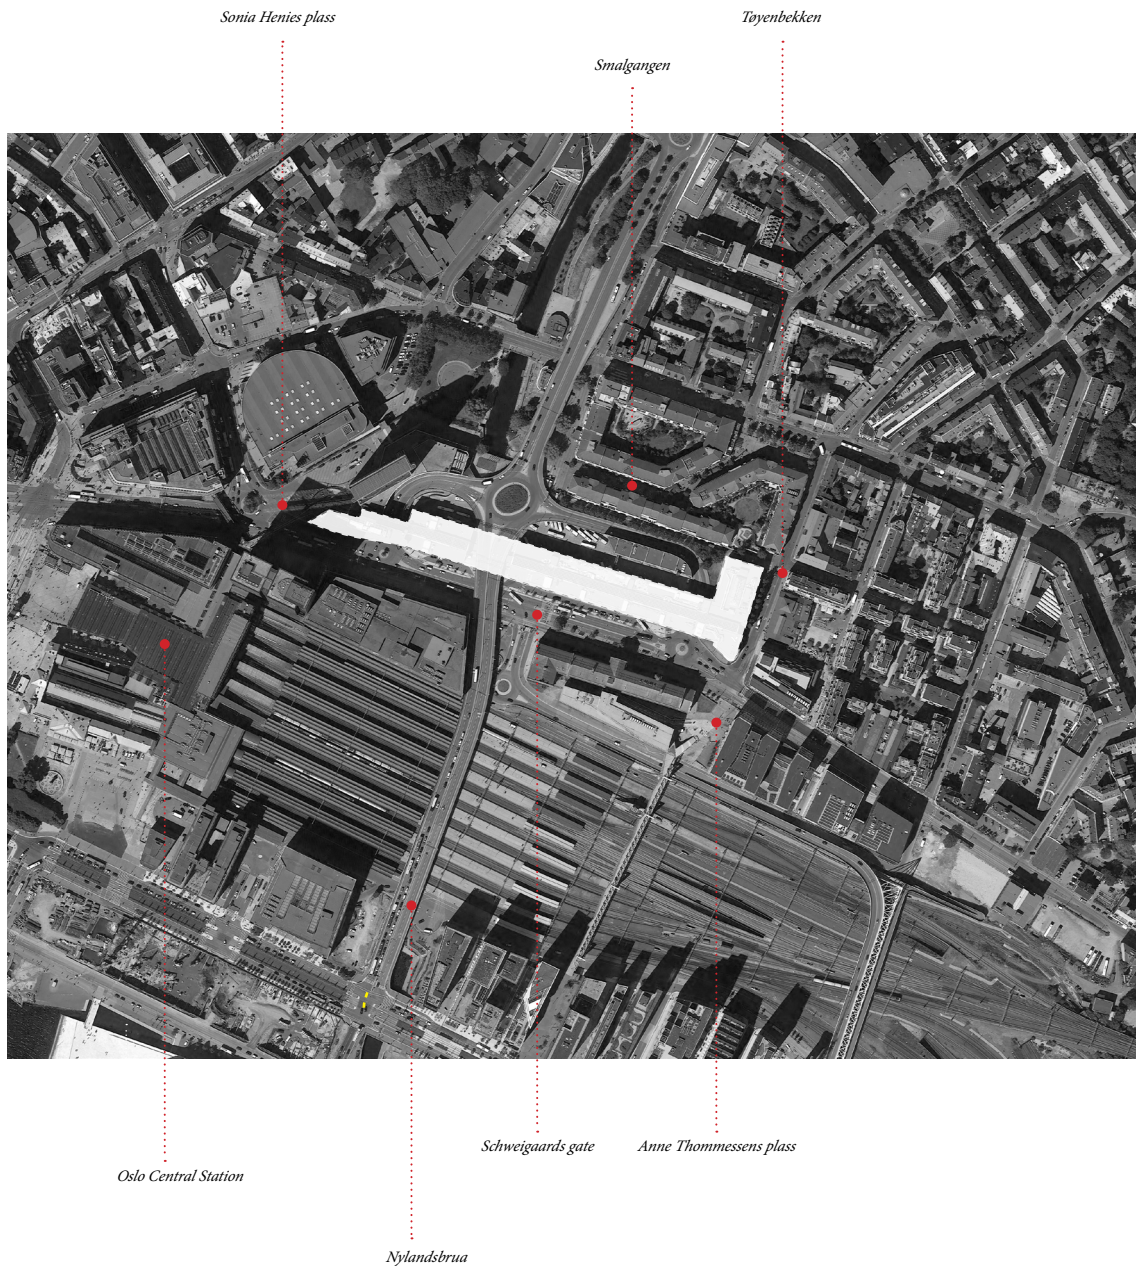 Sonia Henies plass
Tøyenbekken
Smalgangen
Schweigaards gate
Anne Thommessens plass
Oslo Central Station
Nylandsbrua